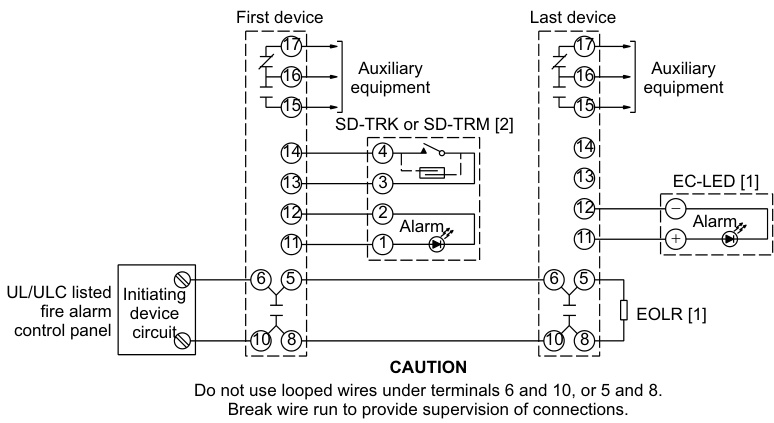 First device
Last device
17
16
15
Auxiliary
equipment
17
16
15
Auxiliary
equipment
SD-TRK or SD-TRM [2]
14
13
12
11
4
3
2
1
Alarm
14
13
12
11
EC-LED [1]
−
+
Alarm
UL/ULC listed
fire alarm
control panel
Initiating
device
circuit
6
5
10
8
6
5
10
8
EOLR [1]
CAUTION
Do not use looped wires under terminals 6 and 10, or 5 and 8.
Break wire run to provide supervision of connections.